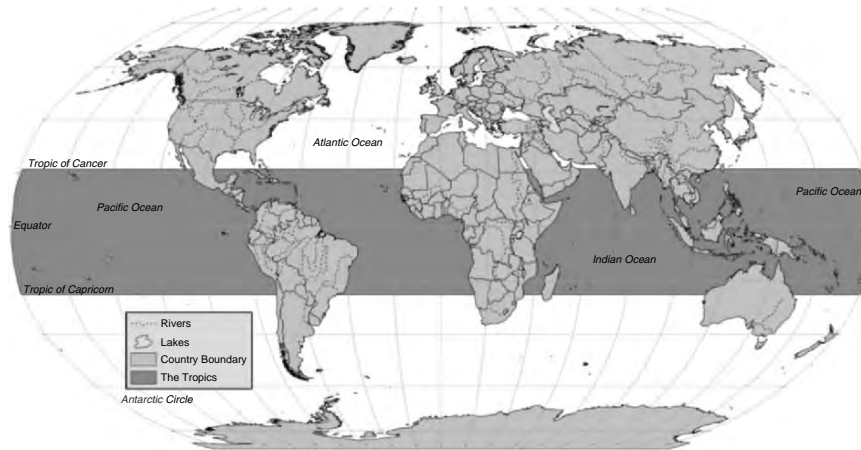 Atlantic Ocean
Tropic of Cancer
Pacific Ocean
Pacific Ocean
Equator
Indian Ocean
Tropic of Capricorn
Rivers
Lakes
Country Boundary
The Tropics
Antarctic Circle